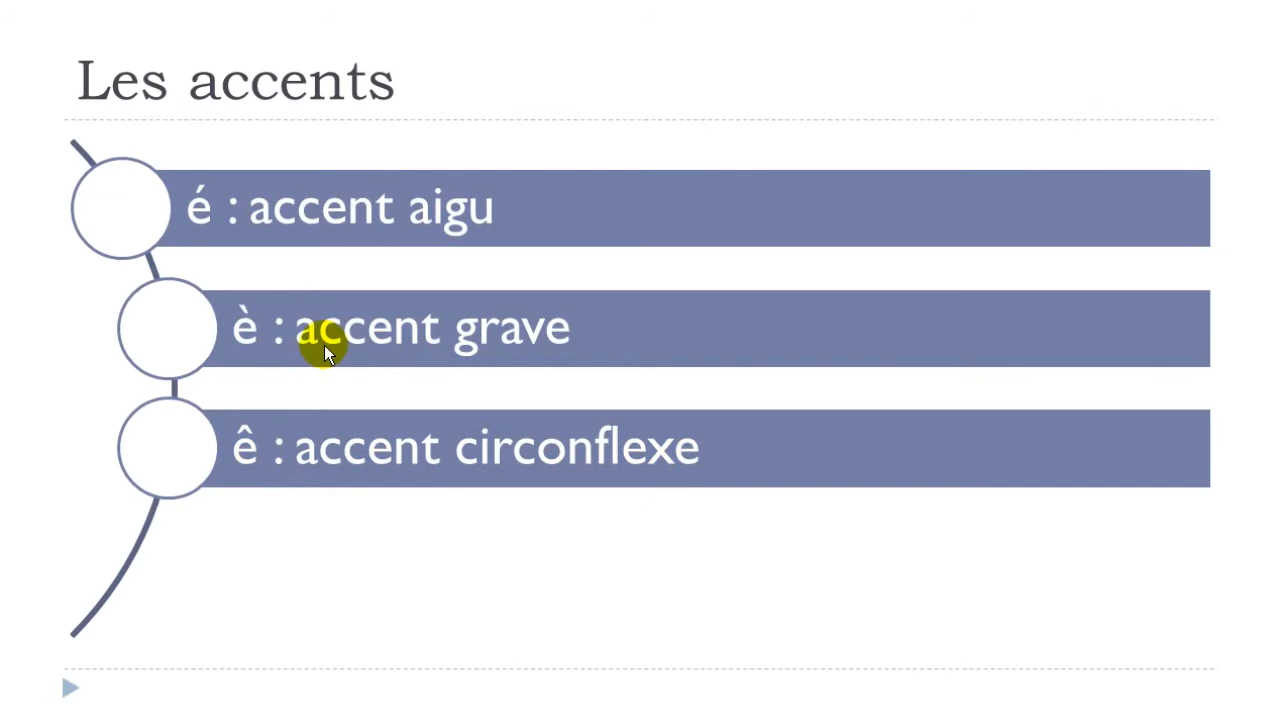 Les accents
é : accent aigu
è : accent grave
ê : accent circonflexe